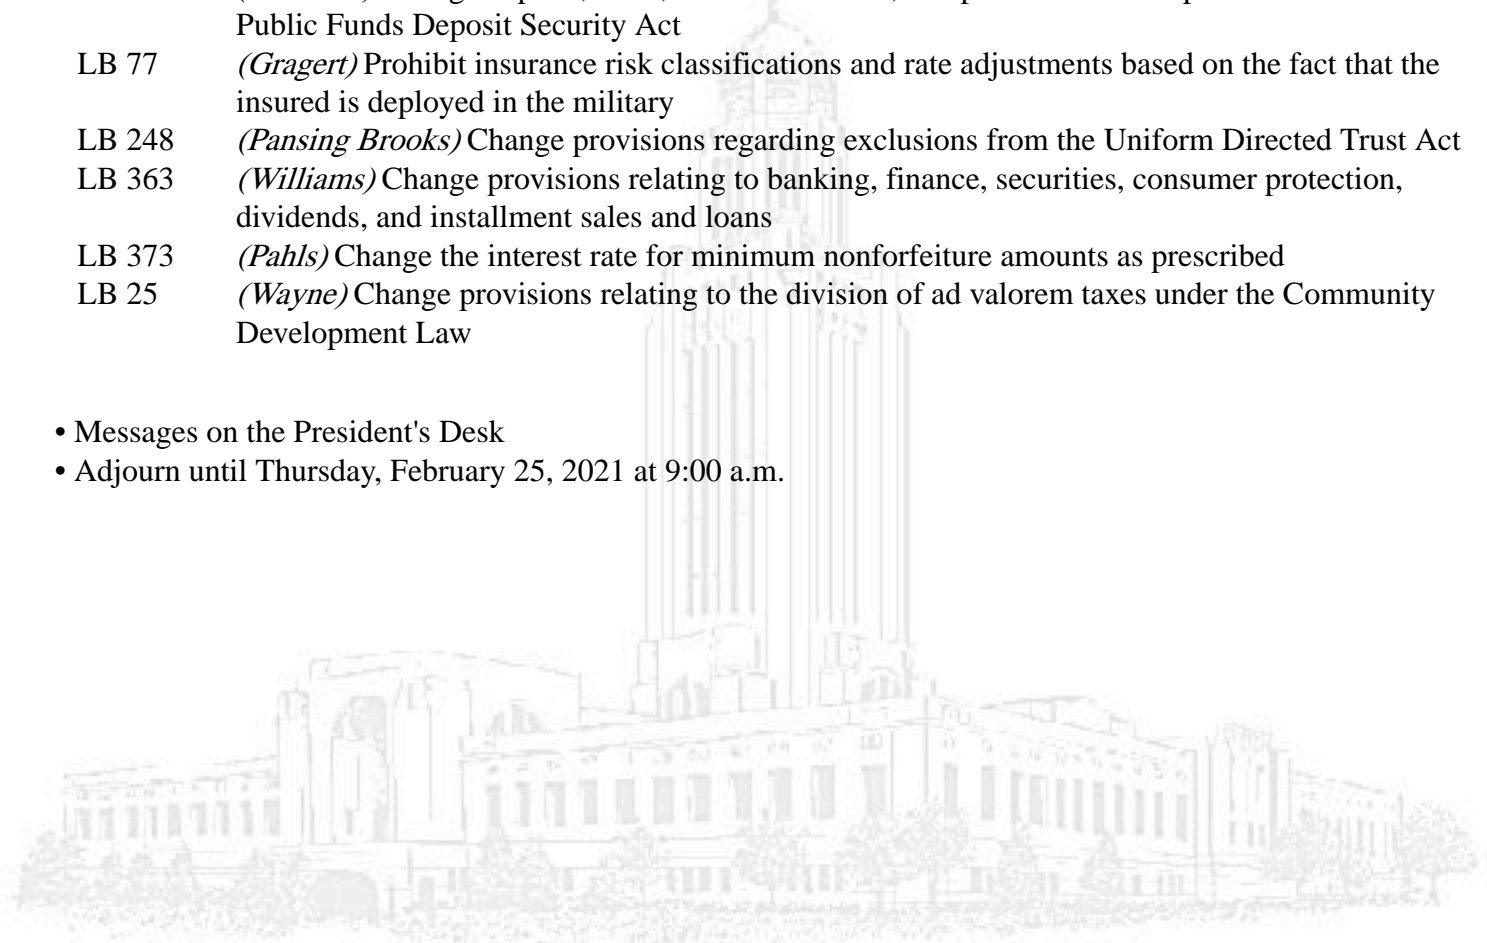 Public Funds Deposit Security Act
LB 77 (Gragert) Prohibit insurance risk classifications and rate adjustments based on the fact that the
insured is deployed in the military
LB 248 (Pansing Brooks) Change provisions regarding exclusions from the Uniform Directed Trust Act
LB 363 (Williams) Change provisions relating to banking, finance, securities, consumer protection,
dividends, and installment sales and loans
LB 373 (Pahls) Change the interest rate for minimum nonforfeiture amounts as prescribed
LB 25 (Wayne) Change provisions relating to the division of ad valorem taxes under the Community
Development Law
• Messages on the President's Desk
• Adjourn until Thursday, February 25, 2021 at 9:00 a.m.